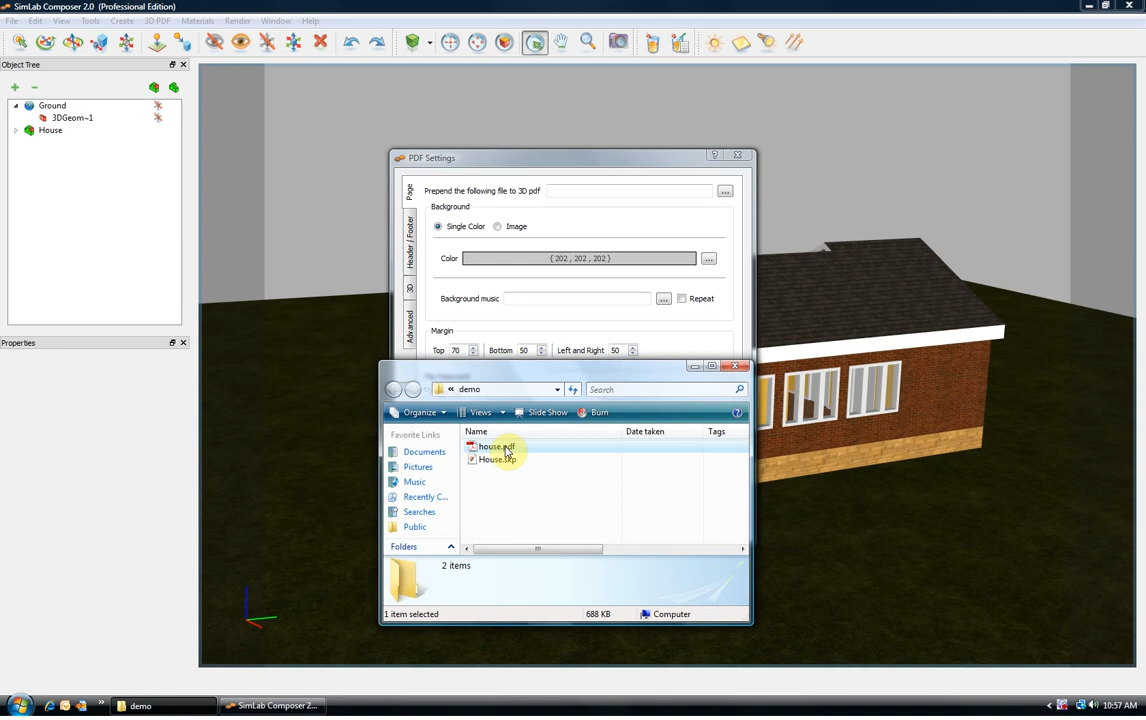 SimLab Composer 2.0 (Professional Edition)
File Edit View Tools Create 3D PDF Materials Render Window Help
Object Tree
Ground
3DGeom~1
House
Properties
PDF Settings
Page
Header / Footer
3D
Advanced
Prepend the following file to 3D pdf
...
Background
Single Color Image
Color { 202 , 202 , 202 } ...
Background music ... Repeat
Margin
Top 70 Bottom 50 Left and Right 50
« demo Search
Organize Views Slide Show Burn
Favorite Links
Documents
Pictures
Music
Recently C...
Searches
Public
Folders
Name Date taken Tags
house.pdf
House.skp
2 items
1 item selected 688 KB Computer
demo SimLab Composer 2... 10:57 AM